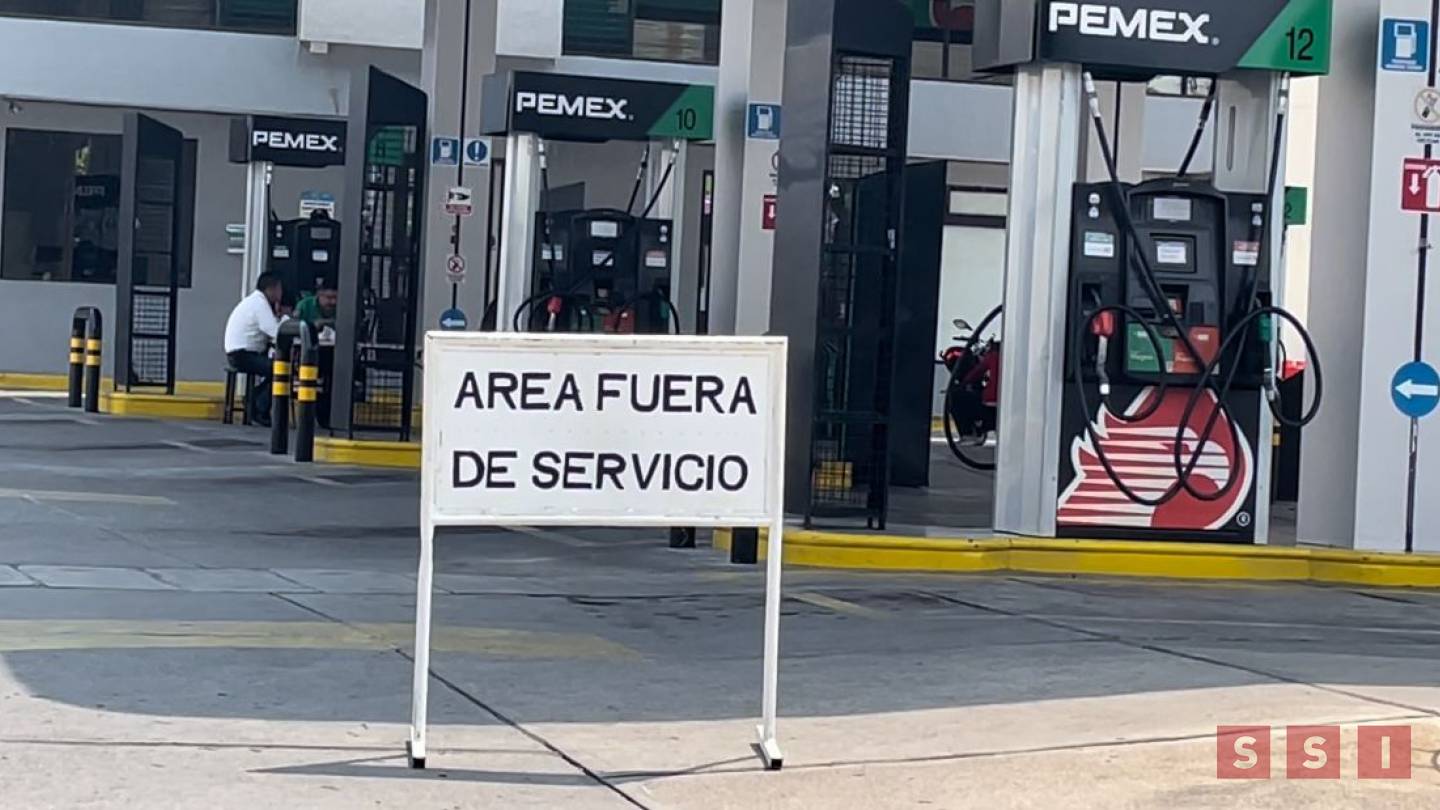 PEMEX
12
PEMEX
10
PEMEX
AREA FUERA
DE SERVICIO
SSI